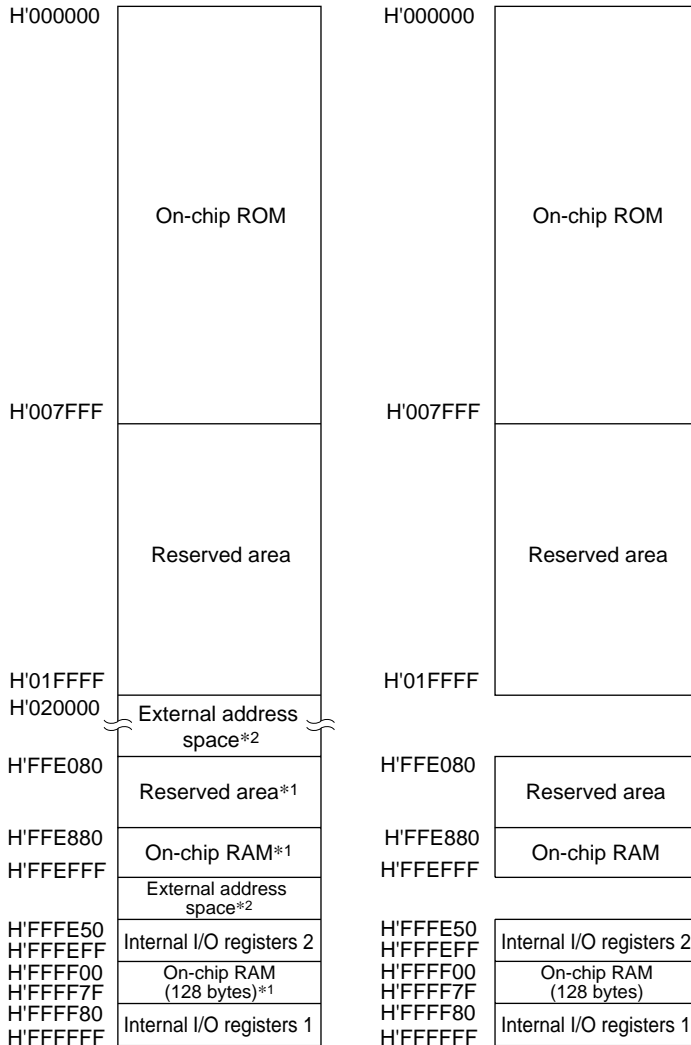 H'000000
On-chip ROM
H'007FFF
Reserved area
H'01FFFF
H'020000
External address
space*2
H'FFE080
Reserved area*1
H'FFE880
On-chip RAM*1
H'FFEFFF
External address
space*2
H'FFFE50
Internal I/O registers 2
H'FFFEFF
H'FFFF00
On-chip RAM
(128 bytes)*1
H'FFFF7F
H'FFFF80
Internal I/O registers 1
H'FFFFFF
H'000000
On-chip ROM
H'007FFF
Reserved area
H'01FFFF
H'FFE080
Reserved area
H'FFE880
On-chip RAM
H'FFEFFF
H'FFFE50
Internal I/O registers 2
H'FFFEFF
H'FFFF00
On-chip RAM
(128 bytes)
H'FFFF7F
H'FFFF80
Internal I/O registers 1
H'FFFFFF